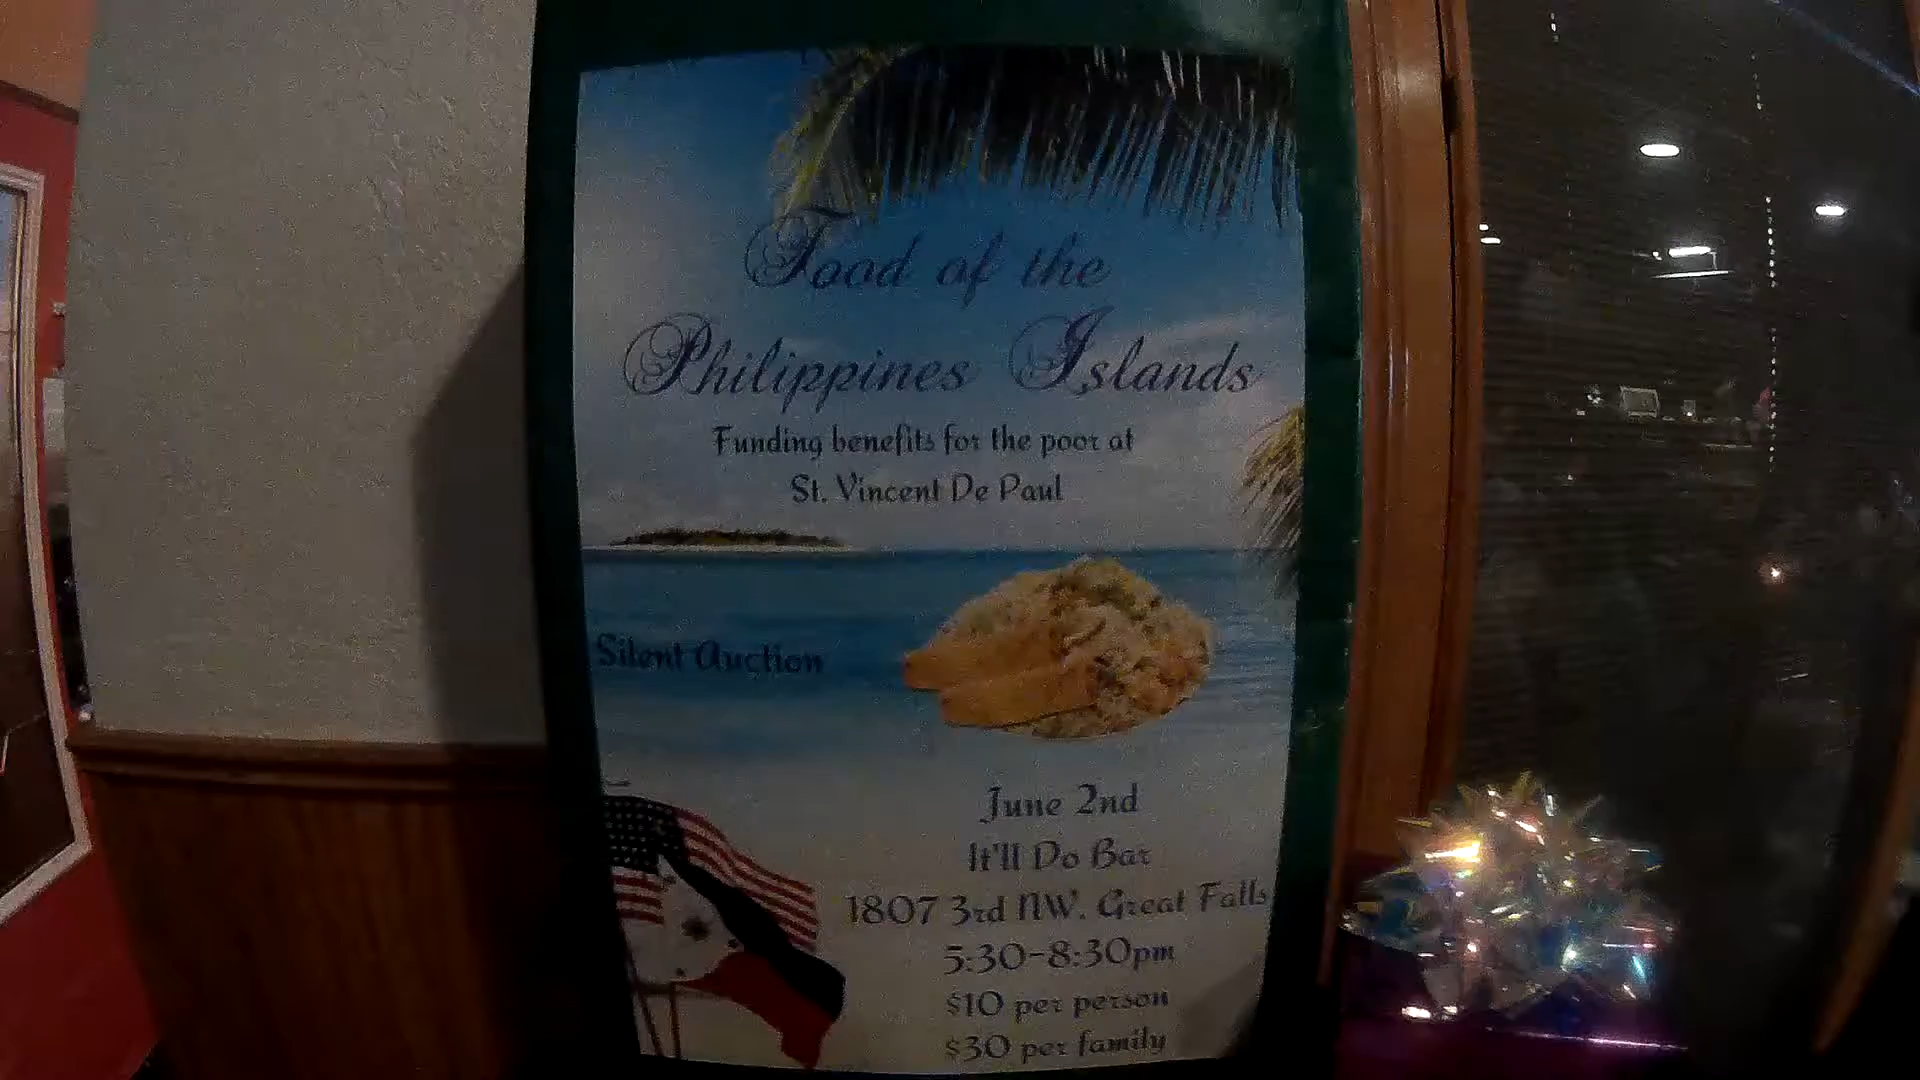 Food of the
Philippines Islands
Funding benefits for the poor at
St. Vincent De Paul
Silent Auction
June 2nd
It'll Do Bar
1807 3rd NW. Great Falls
5:30-8:30pm
$10 per person
$30 per family